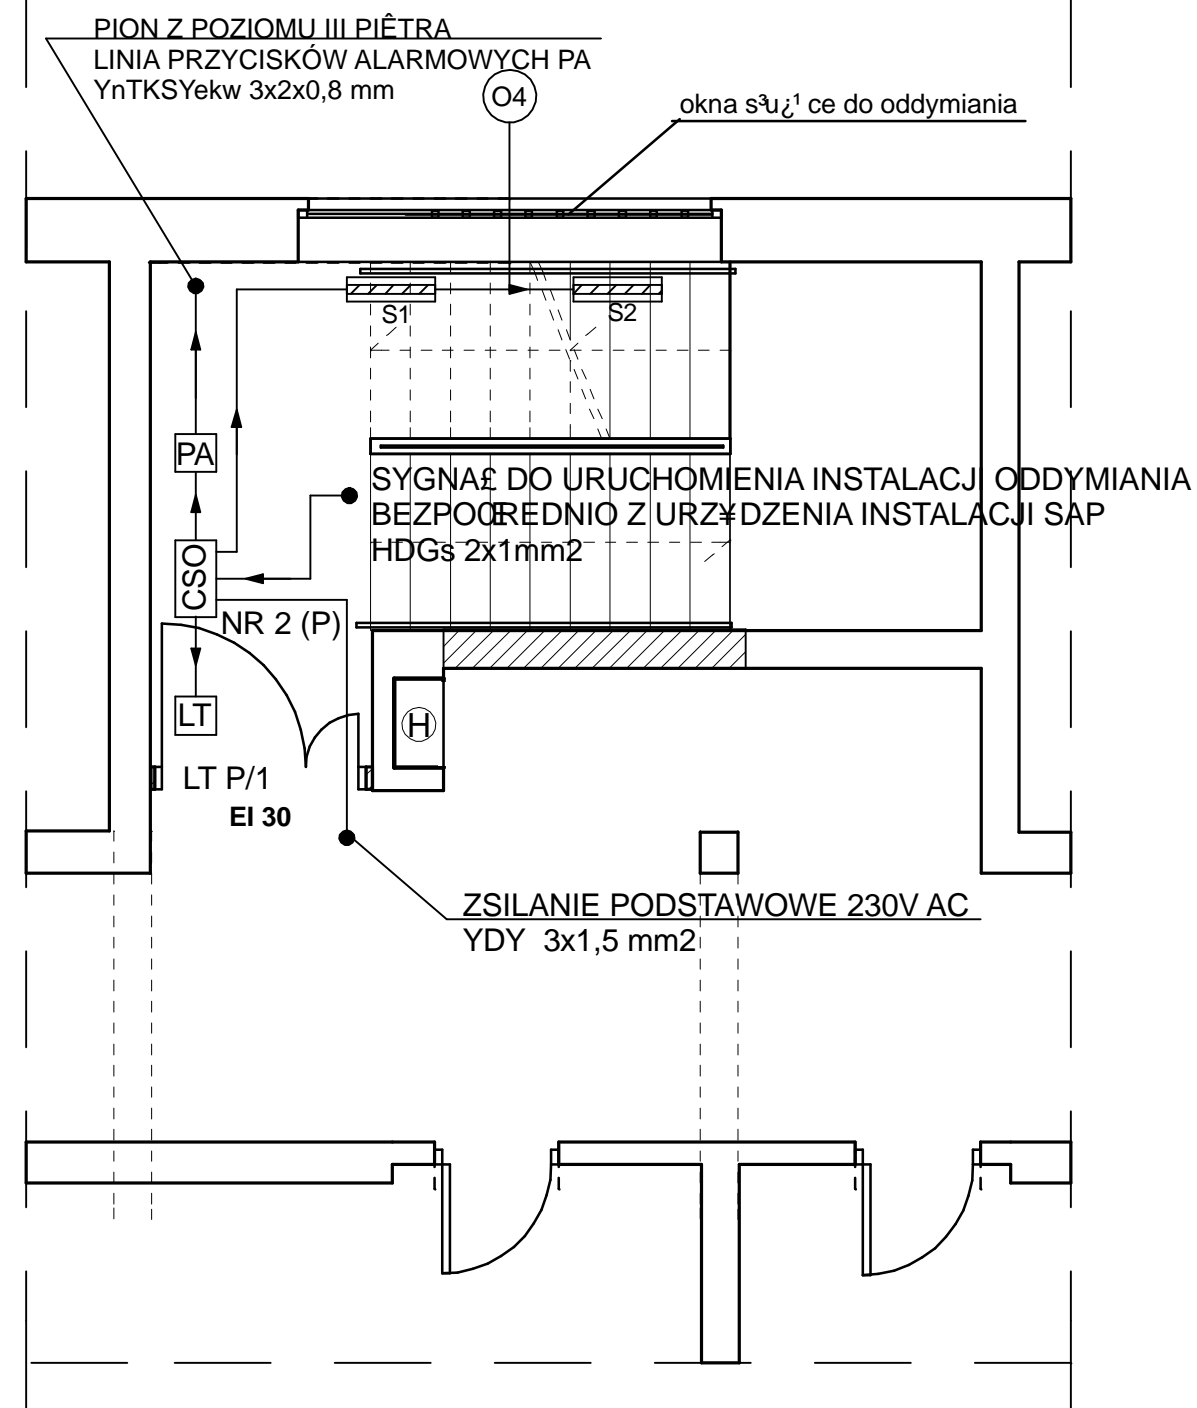 PION Z POZIOMU III PIÊTRA
LINIA PRZYCISKÓW ALARMOWYCH PA
YnTKSYekw 3x2x0,8 mm
O4
okna s³u¿¹ ce do oddymiania
S1
S2
PA
SYGNA£ DO URUCHOMIENIA INSTALACJI ODDYMIANIA
BEZPOŒREDNIO Z URZ¥DZENIA INSTALACJI SAP
HDGs 2x1mm2
CSO
NR 2 (P)
LT
H
LT P/1
EI 30
ZSILANIE PODSTAWOWE 230V AC
YDY 3x1,5 mm2